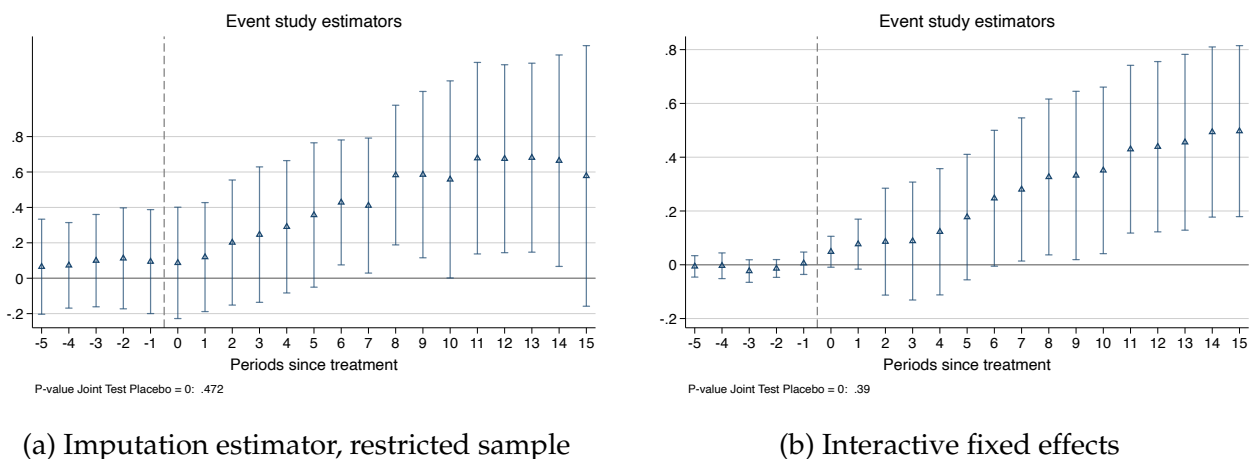 Event study estimators
.8
.6
.4
.2
0
-.2
-5 -4 -3 -2 -1 0 1 2 3 4 5 6 7 8 9 10 11 12 13 14 15
Periods since treatment
P-value Joint Test Placebo = 0: .472
(a) Imputation estimator, restricted sample
Event study estimators
.8
.6
.4
.2
0
-.2
-5 -4 -3 -2 -1 0 1 2 3 4 5 6 7 8 9 10 11 12 13 14 15
Periods since treatment
P-value Joint Test Placebo = 0: .39
(b) Interactive fixed effects